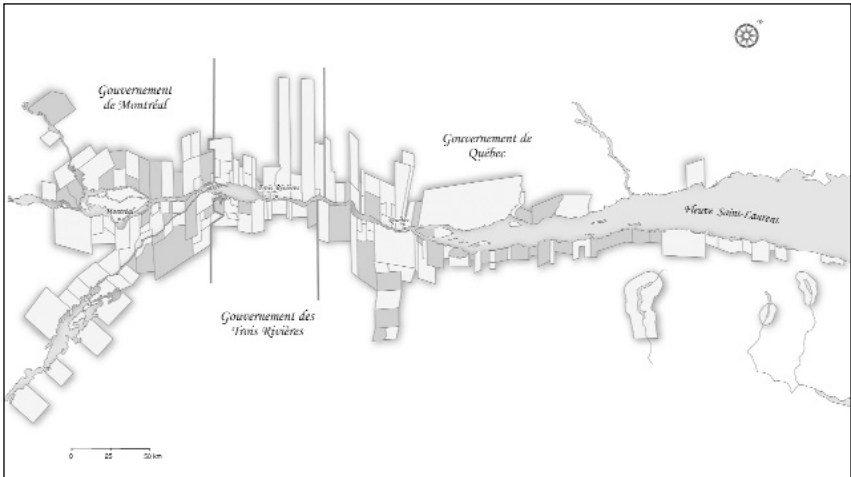 Gouvernement
de Montréal
Gouvernement de
Québec
Trois Rivières
Montréal
Fleuve Saint-Laurent
Gouvernement des
Trois Rivières
0 25 50 km